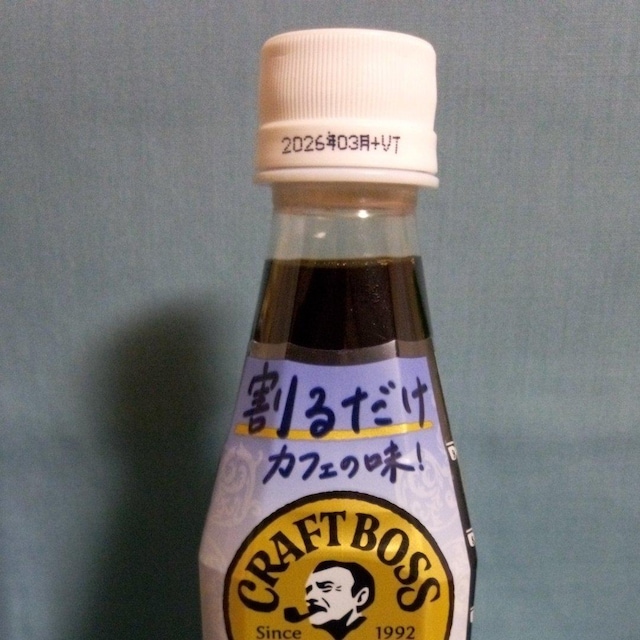 2026年03月+VT
割るだけ
カフェの味!
CRAFT BOSS
Since 1992